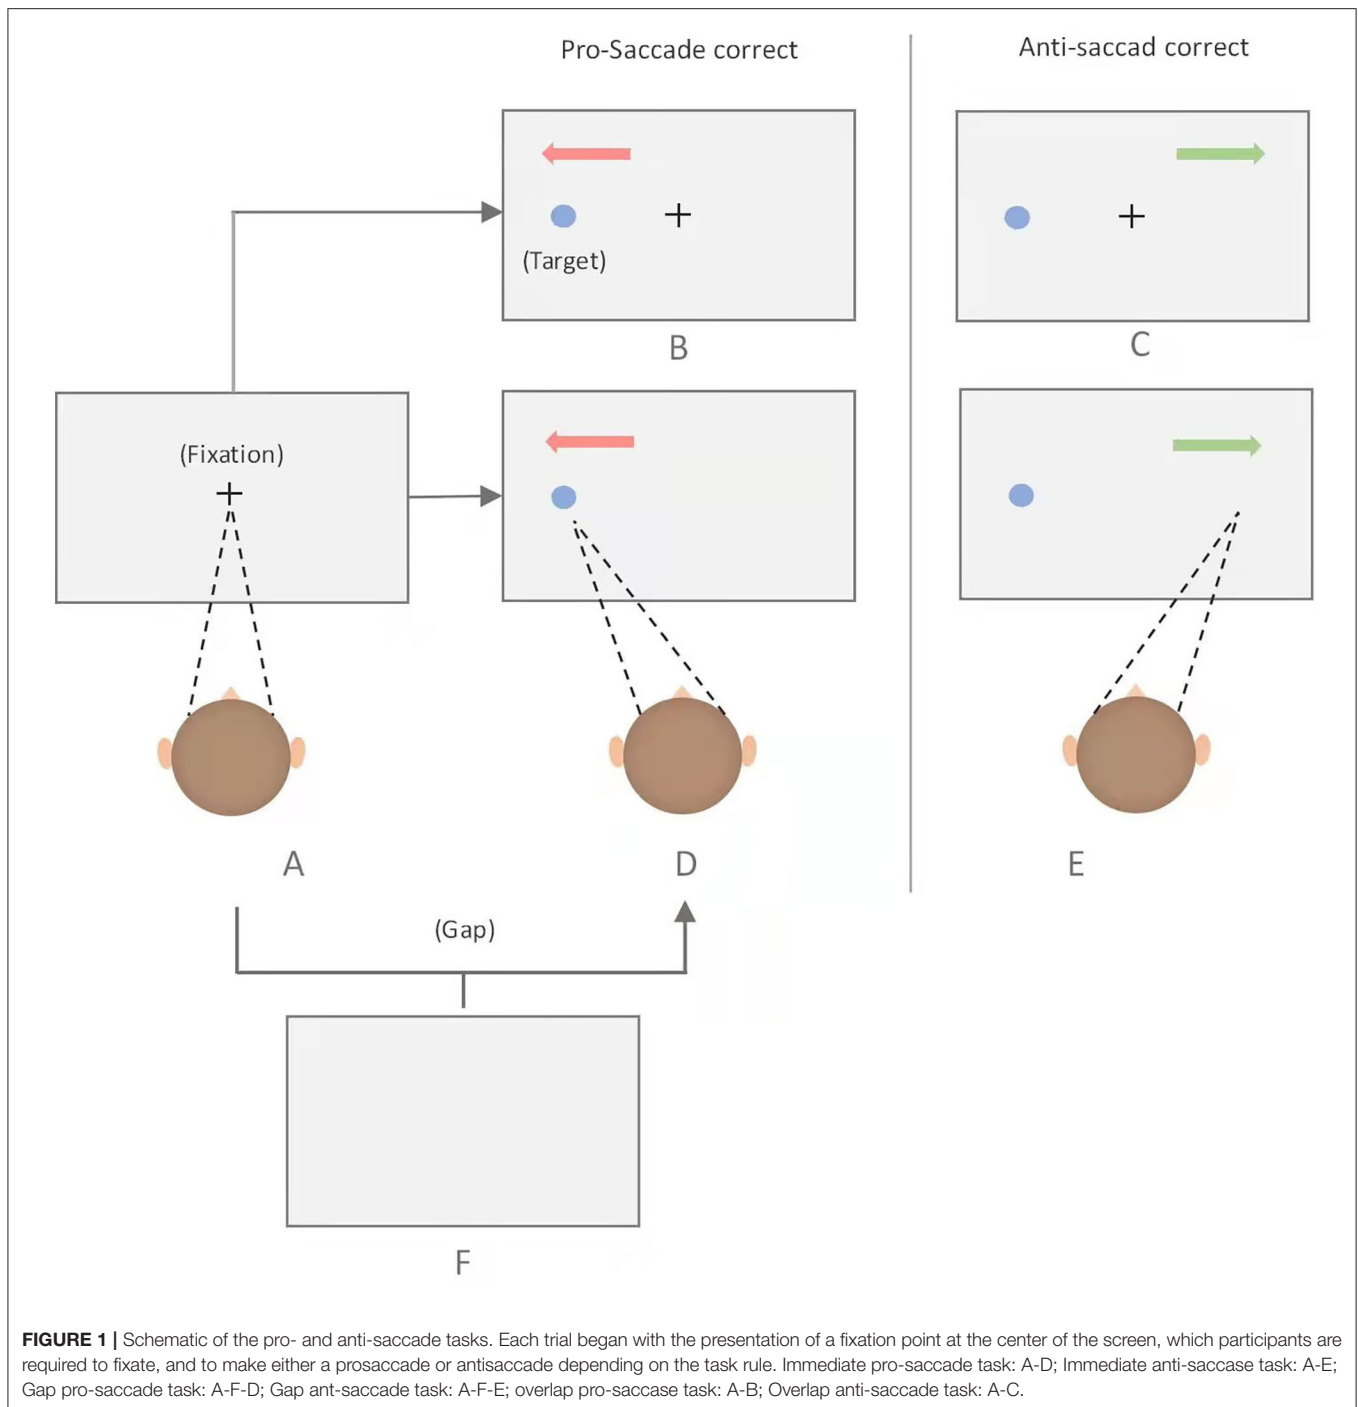 Pro-Saccade correct
Anti-saccad correct
(Target)
B
C
(Fixation)
A
D
E
(Gap)
F
FIGURE 1 | Schematic of the pro- and anti-saccade tasks. Each trial began with the presentation of a fixation point at the center of the screen, which participants are
required to fixate, and to make either a prosaccade or antisaccade depending on the task rule. Immediate pro-saccade task: A-D; Immediate anti-saccase task: A-E;
Gap pro-saccade task: A-F-D; Gap ant-saccade task: A-F-E; overlap pro-saccase task: A-B; Overlap anti-saccade task: A-C.